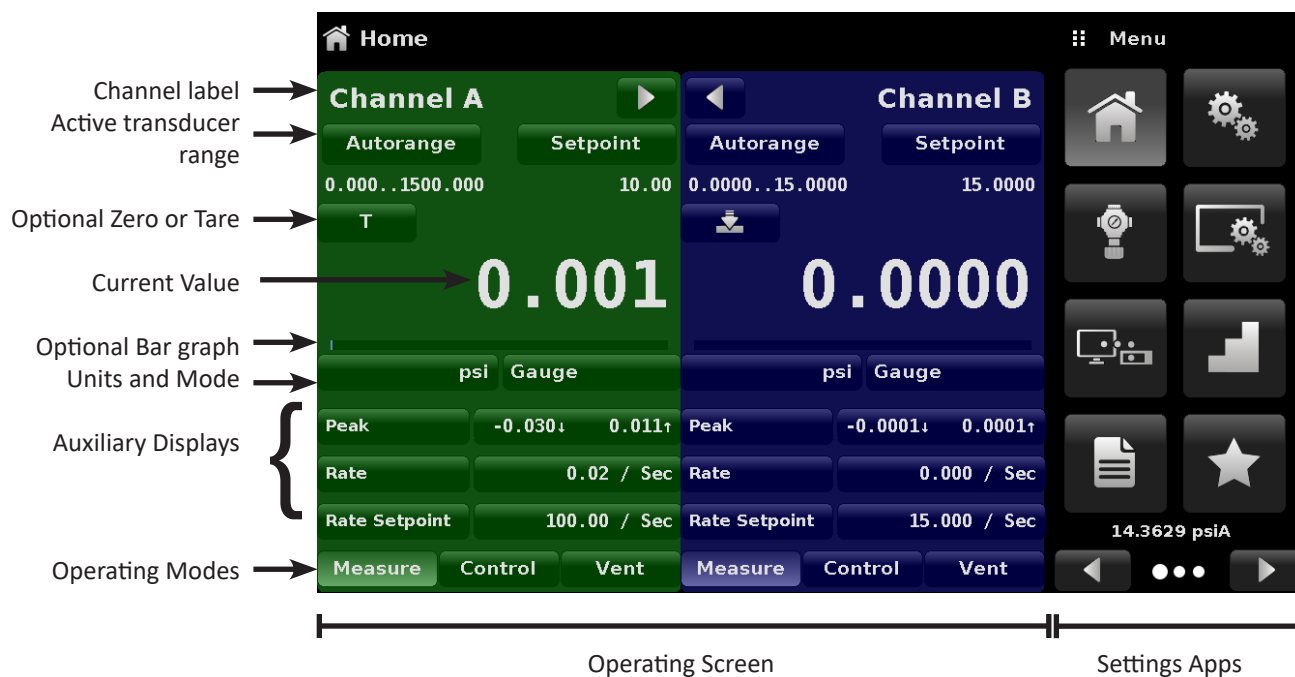 Home
Menu
Channel label
Active transducer
range
Optional Zero or Tare
Current Value
Optional Bar graph
Units and Mode
Auxiliary Displays
{
Operating Modes
Channel A
Autorange Setpoint
0.000..1500.000 10.00
T
0.001
psi Gauge
Peak -0.030↓ 0.011↑
Rate 0.02 / Sec
Rate Setpoint 100.00 / Sec
Measure Control Vent
Channel B
Autorange Setpoint
0.0000..15.0000 15.0000
0.0000
psi Gauge
Peak -0.0001↓ 0.0001↑
Rate 0.000 / Sec
Rate Setpoint 15.000 / Sec
Measure Control Vent
14.3629 psiA
Operating Screen
Settings Apps